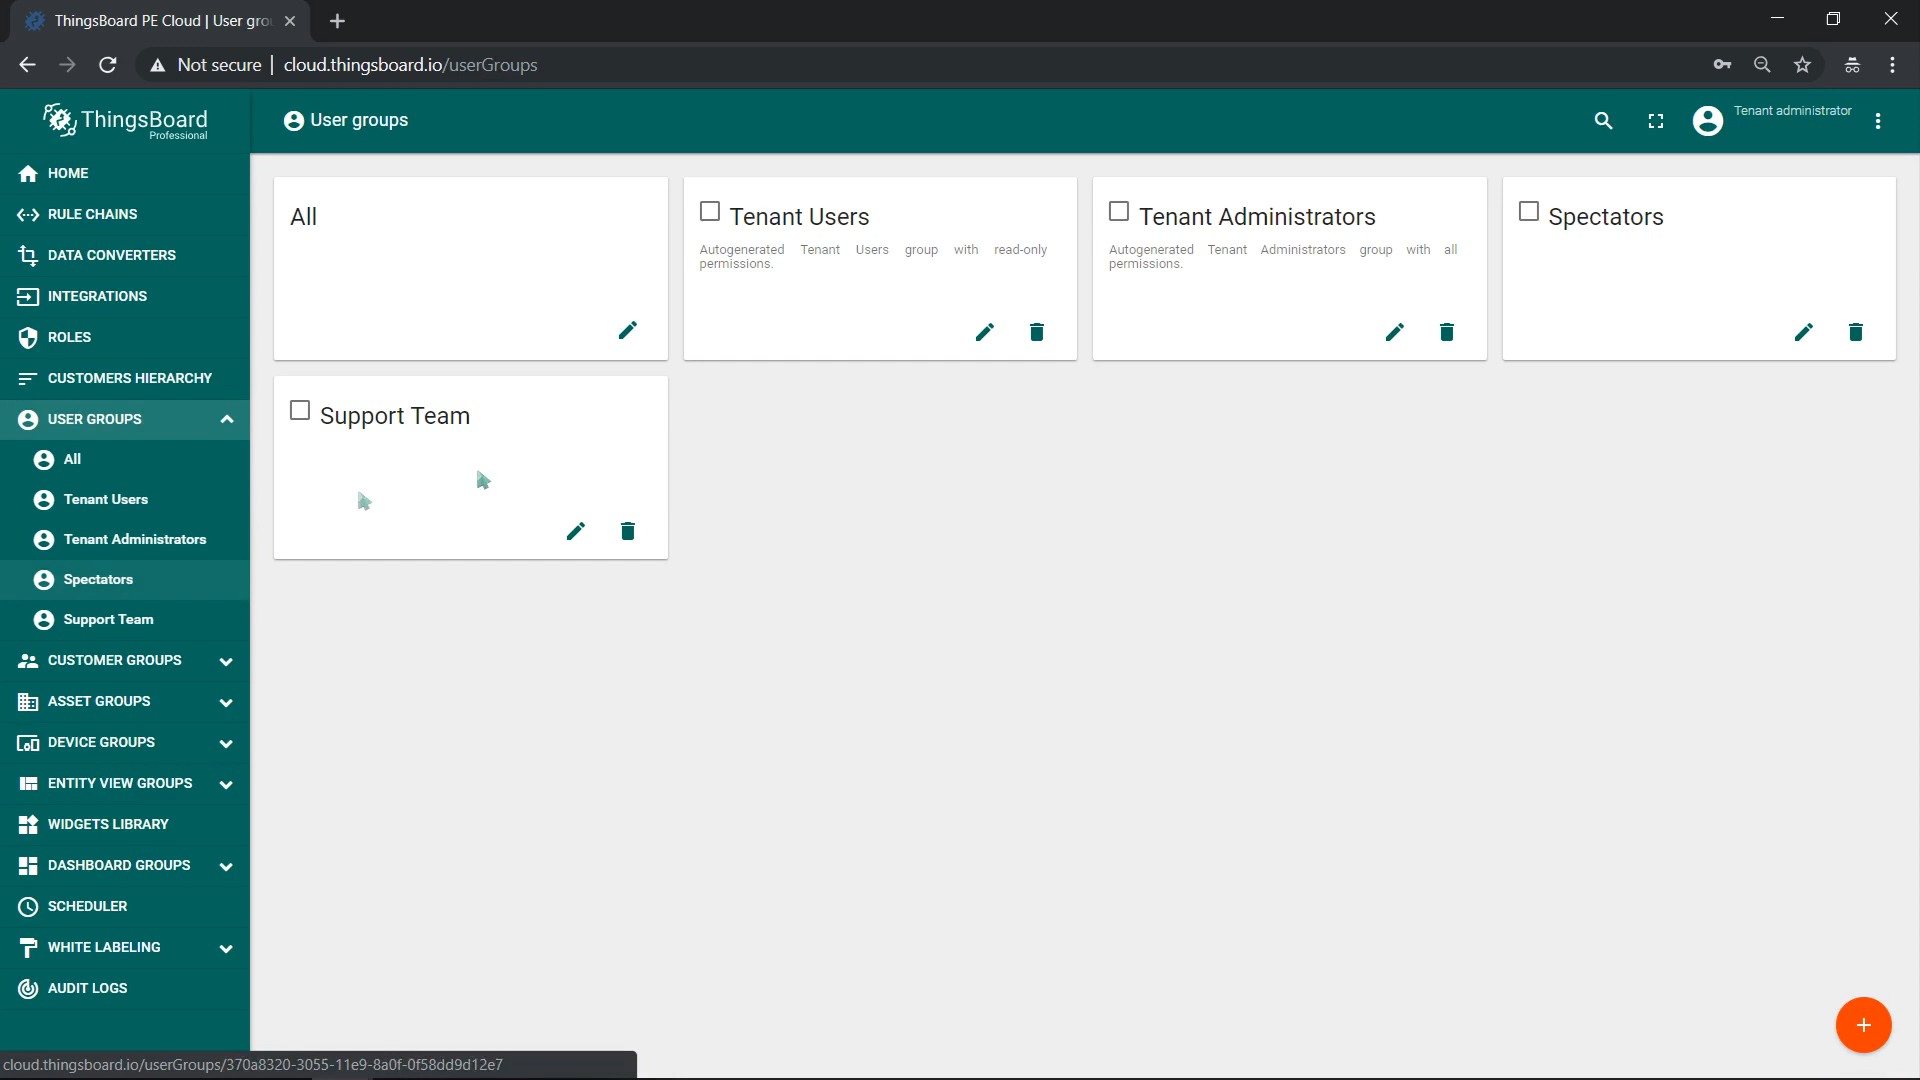 ThingsBoard PE Cloud | User gro
Not secure | cloud.thingsboard.io/userGroups
ThingsBoard
Professional
User groups
Tenant administrator
HOME
RULE CHAINS
DATA CONVERTERS
INTEGRATIONS
ROLES
CUSTOMERS HIERARCHY
USER GROUPS
All
Tenant Users
Tenant Administrators
Spectators
Support Team
CUSTOMER GROUPS
ASSET GROUPS
DEVICE GROUPS
ENTITY VIEW GROUPS
WIDGETS LIBRARY
DASHBOARD GROUPS
SCHEDULER
WHITE LABELING
AUDIT LOGS
All
Tenant Users
Autogenerated Tenant Users group with read-only
permissions.
Tenant Administrators
Autogenerated Tenant Administrators group with all
permissions.
Spectators
Support Team
cloud.thingsboard.io/userGroups/370a8320-3055-11e9-8a0f-0f58dd9d12e7